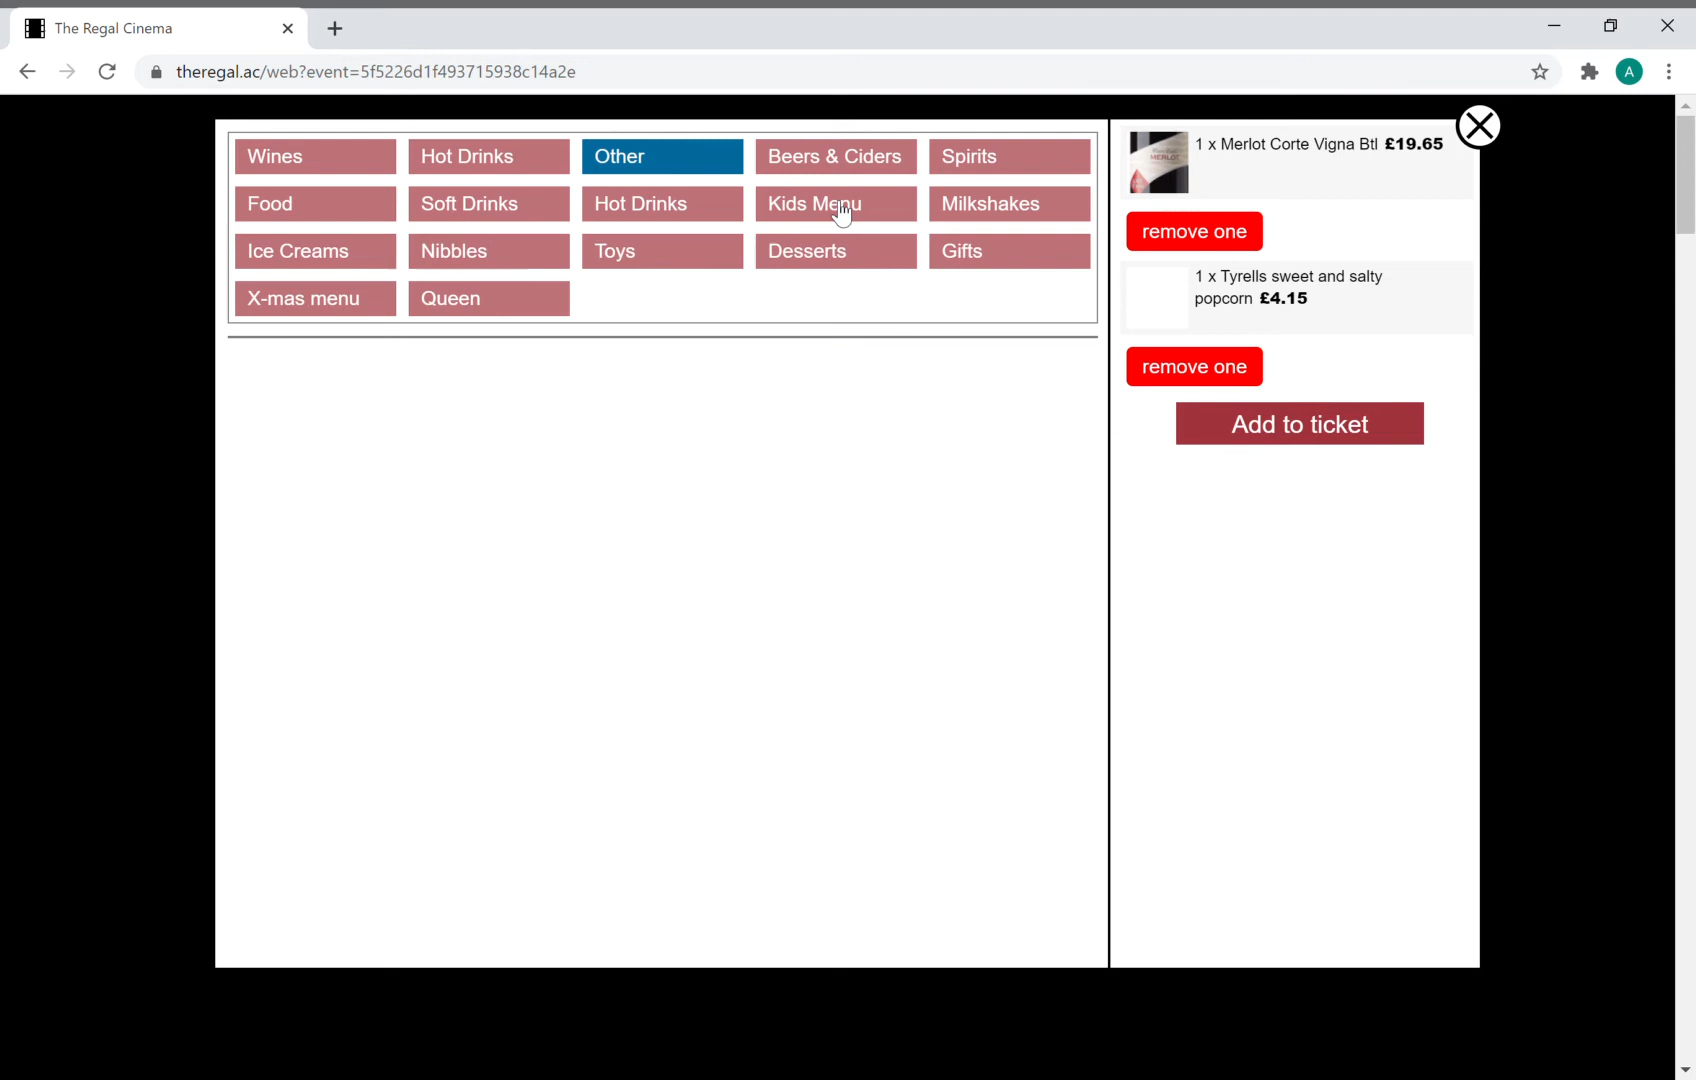 The Regal Cinema
theregal.ac/web?event=5f5226d1f493715938c14a2e
A
Wines
Hot Drinks
Other
Beers & Ciders
Spirits
Food
Soft Drinks
Hot Drinks
Kids Menu
Milkshakes
Ice Creams
Nibbles
Toys
Desserts
Gifts
X-mas menu
Queen
MERLOT
1 x Merlot Corte Vigna Btl £19.65
remove one
1 x Tyrells sweet and salty
popcorn £4.15
remove one
Add to ticket